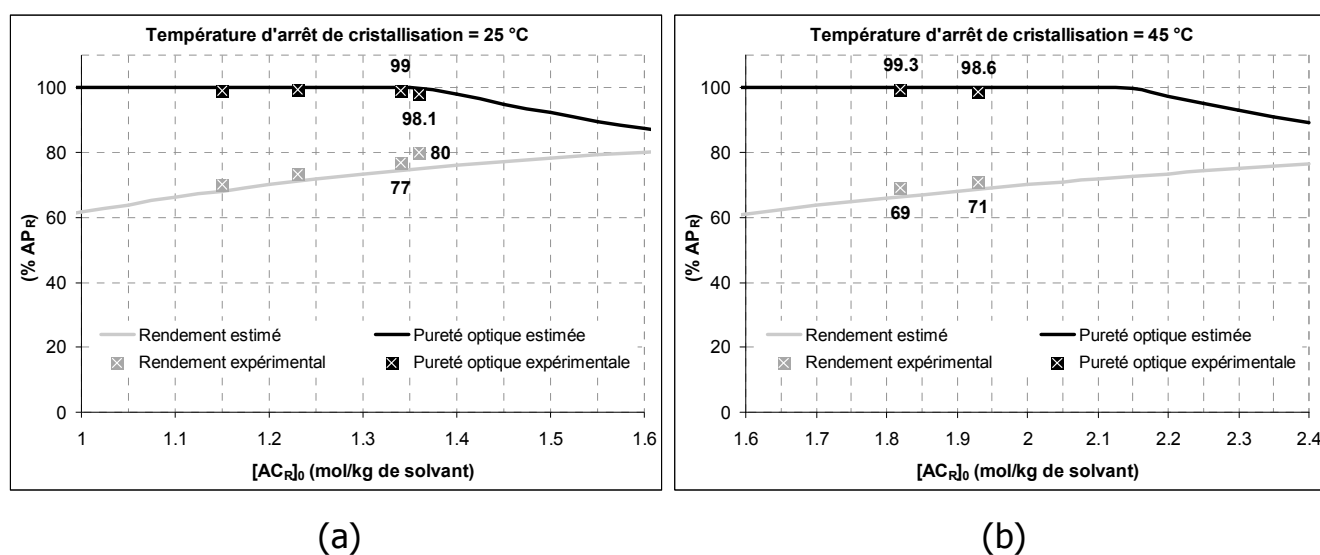 Température d'arrêt de cristallisation = 25 °C
99
98.1
80
77
100
80
60
40
20
0
(% APR)
Rendement estimé
Pureté optique estimée
Rendement expérimental
Pureté optique expérimentale
1 1.1 1.2 1.3 1.4 1.5 1.6
[ACR]0 (mol/kg de solvant)
(a)
Température d'arrêt de cristallisation = 45 °C
99.3 98.6
69 71
100
80
60
40
20
0
(% APR)
Rendement estimé
Pureté optique estimée
Rendement expérimental
Pureté optique expérimentale
1.6 1.7 1.8 1.9 2 2.1 2.2 2.3 2.4
[ACR]0 (mol/kg de solvant)
(b)